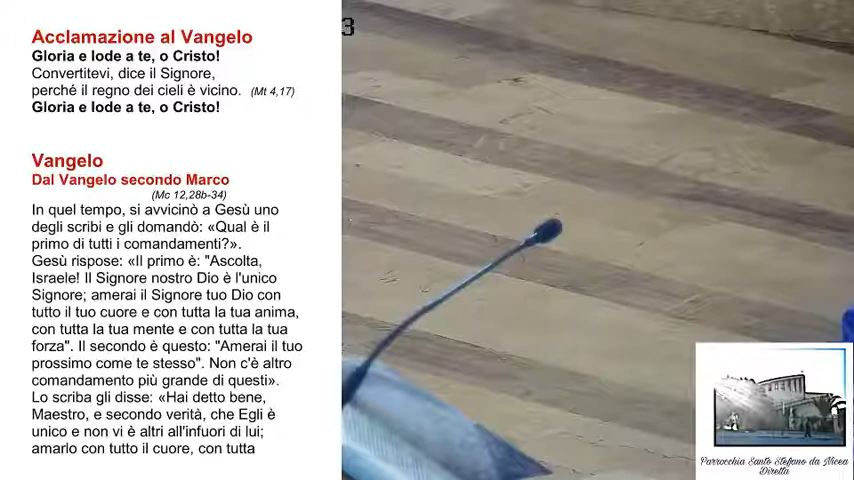 Acclamazione al Vangelo
Gloria e lode a te, o Cristo!
Convertitevi, dice il Signore,
perché il regno dei cieli è vicino. (Mt 4,17)
Gloria e lode a te, o Cristo!
Vangelo
Dal Vangelo secondo Marco
(Mc 12,28b-34)
In quel tempo, si avvicinò a Gesù uno
degli scribi e gli domandò: «Qual è il
primo di tutti i comandamenti?».
Gesù rispose: «Il primo è: "Ascolta,
Israele! Il Signore nostro Dio è l'unico
Signore; amerai il Signore tuo Dio con
tutto il tuo cuore e con tutta la tua anima,
con tutta la tua mente e con tutta la tua
forza". Il secondo è questo: "Amerai il tuo
prossimo come te stesso". Non c'è altro
comandamento più grande di questi».
Lo scriba gli disse: «Hai detto bene,
Maestro, e secondo verità, che Egli è
unico e non vi è altri all'infuori di lui;
amarlo con tutto il cuore, con tutta
3
Parrocchia Santo Stefano da Nicea
Diretta